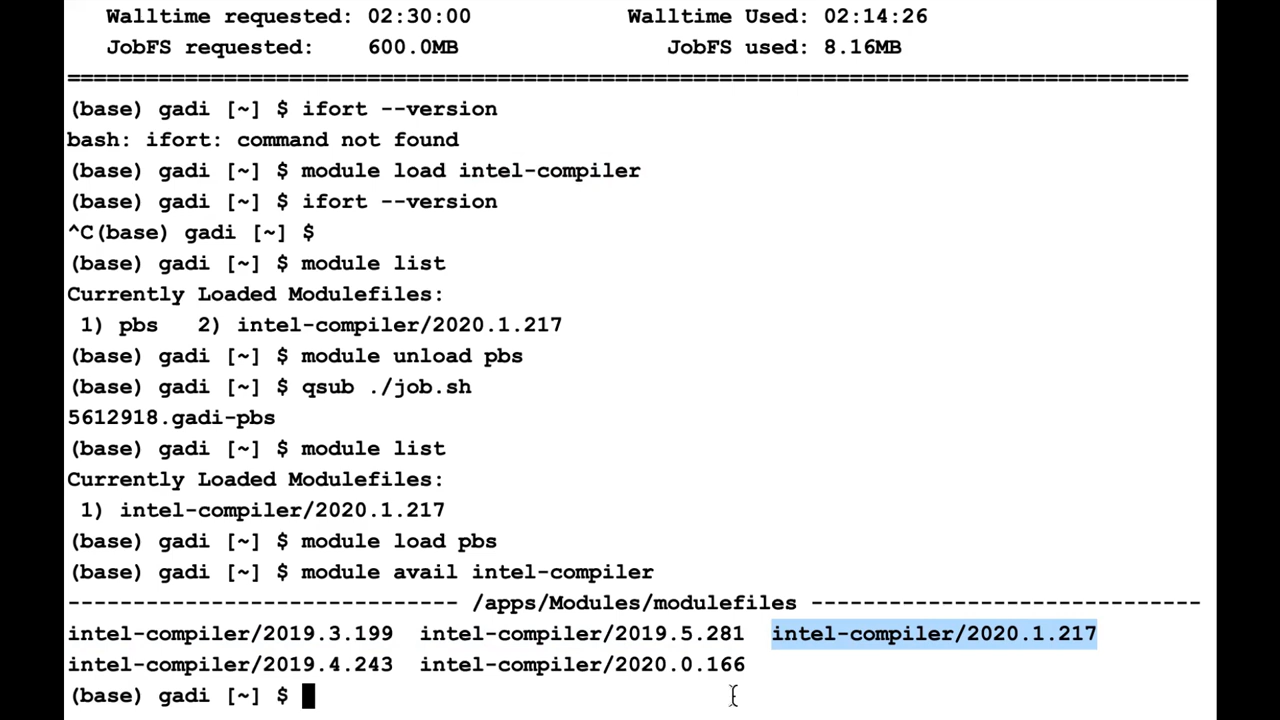 Walltime requested: 02:30:00            Walltime Used: 02:14:26
JobFS requested:    600.0MB                JobFS used: 8.16MB
======================================================================================
(base) gadi [~] $ ifort --version
bash: ifort: command not found
(base) gadi [~] $ module load intel-compiler
(base) gadi [~] $ ifort --version
^C(base) gadi [~] $
(base) gadi [~] $ module list
Currently Loaded Modulefiles:
 1) pbs   2) intel-compiler/2020.1.217
(base) gadi [~] $ module unload pbs
(base) gadi [~] $ qsub ./job.sh
5612918.gadi-pbs
(base) gadi [~] $ module list
Currently Loaded Modulefiles:
 1) intel-compiler/2020.1.217
(base) gadi [~] $ module load pbs
(base) gadi [~] $ module avail intel-compiler
------------------------------ /apps/Modules/modulefiles ------------------------------
intel-compiler/2019.3.199  intel-compiler/2019.5.281  intel-compiler/2020.1.217
intel-compiler/2019.4.243  intel-compiler/2020.0.166
(base) gadi [~] $